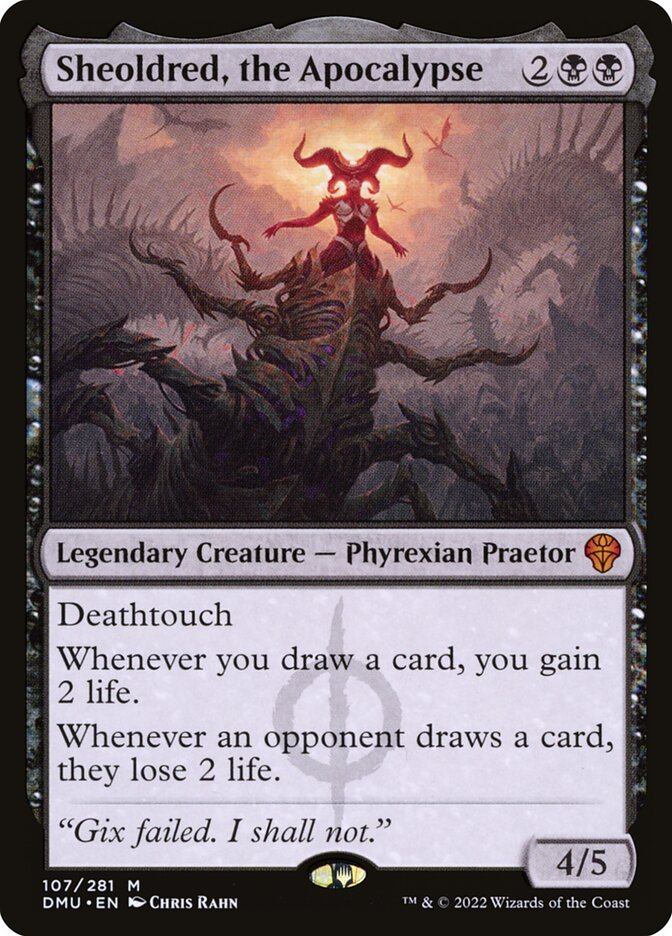 Sheoldred, the Apocalypse 2
Legendary Creature — Phyrexian Praetor
Deathtouch
Whenever you draw a card, you gain
2 life.
Whenever an opponent draws a card,
they lose 2 life.
“Gix failed. I shall not.”
4/5
107/281 M
DMU • EN Chris Rahn
™ & © 2022 Wizards of the Coast